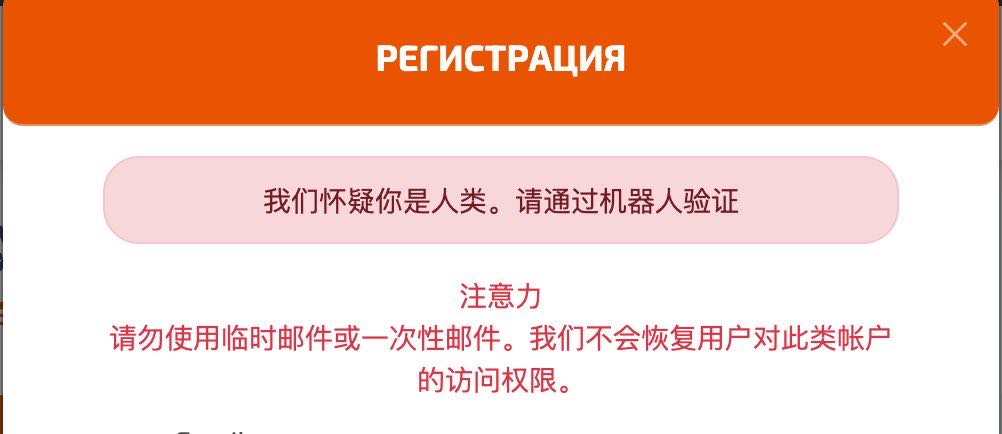 РЕГИСТРАЦИЯ
我们怀疑你是人类。请通过机器人验证
注意力
请勿使用临时邮件或一次性邮件。我们不会恢复用户对此类帐户
的访问权限。